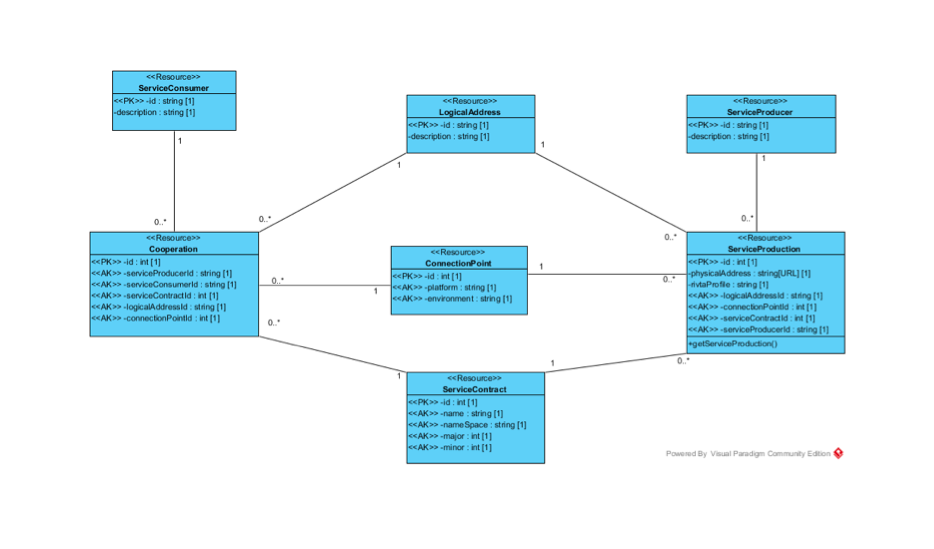 <<Resource>>
ServiceConsumer
<<PK>> -id : string [1]
-description : string [1]
1
0..*
<<Resource>>
LogicalAddress
<<PK>> -id : string [1]
-description : string [1]
1
1
0..*
0..*
<<Resource>>
ServiceProducer
<<PK>> -id : string [1]
-description : string [1]
1
0..*
<<Resource>>
Cooperation
<<PK>> -id : int [1]
<<AK>> -serviceProducerId : string [1]
<<AK>> -serviceConsumerId : string [1]
<<AK>> -serviceContractId : int [1]
<<AK>> -logicalAddressId : string [1]
<<AK>> -connectionPointId : int [1]
0..*
1
<<Resource>>
ConnectionPoint
<<PK>> -id : int [1]
<<AK>> -platform : string [1]
<<AK>> -environment : string [1]
1
0..*
<<Resource>>
ServiceProduction
<<PK>> -id : int [1]
-physicalAddress : string[URL] [1]
-rivtaProfile : string [1]
<<AK>> -logicalAddressId : string [1]
<<AK>> -connectionPointId : int [1]
<<AK>> -serviceContractId : int [1]
<<AK>> -serviceProducerId : string [1]
+getServiceProduction()
0..*
1
1
0..*
<<Resource>>
ServiceContract
<<PK>> -id : int [1]
<<AK>> -name : string [1]
<<AK>> -nameSpace : string [1]
<<AK>> -major : int [1]
<<AK>> -minor : int [1]
Powered By Visual Paradigm Community Edition